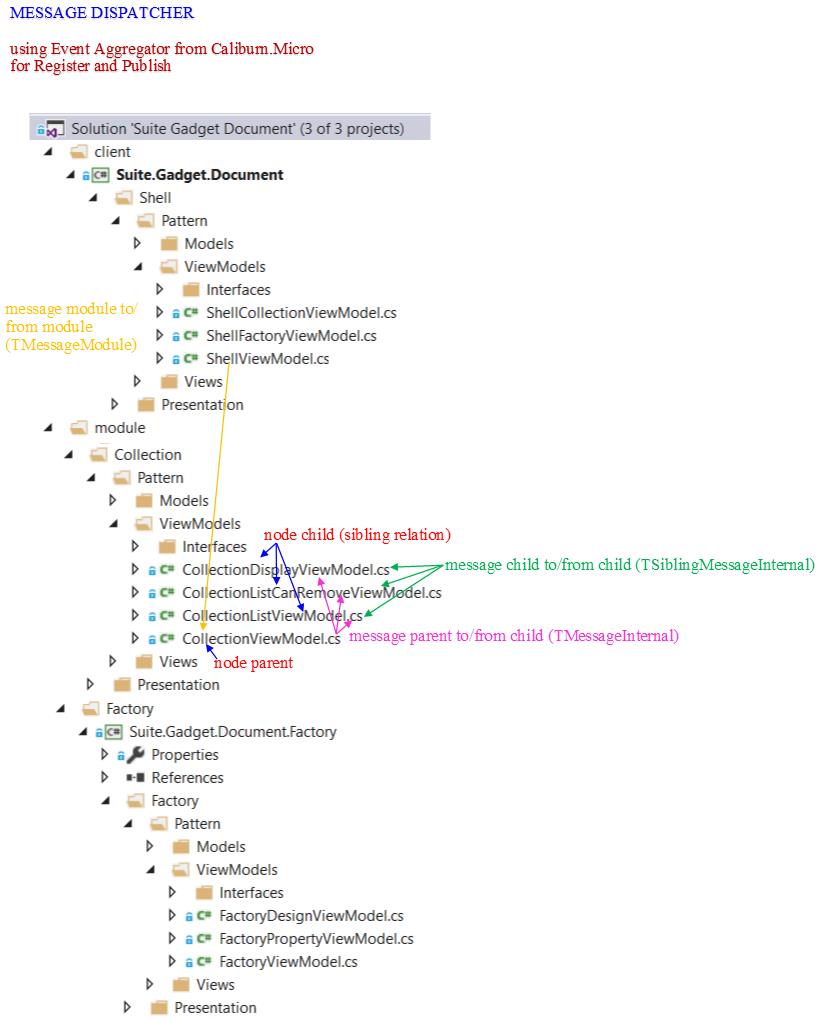 MESSAGE DISPATCHER
using Event Aggregator from Caliburn.Micro
for Register and Publish
Solution 'Suite Gadget Document' (3 of 3 projects)
client
C# Suite.Gadget.Document
Shell
Pattern
Models
ViewModels
Interfaces
message module to/
from module
(TMessageModule)
C# ShellCollectionViewModel.cs
C# ShellFactoryViewModel.cs
C# ShellViewModel.cs
Views
Presentation
module
Collection
Pattern
Models
ViewModels
node child (sibling relation)
Interfaces
C# CollectionDisplayViewModel.cs
message child to/from child (TSiblingMessageInternal)
C# CollectionListCanRemoveViewModel.cs
C# CollectionListViewModel.cs
C# CollectionViewModel.cs
message parent to/from child (TMessageInternal)
Views
node parent
Presentation
Factory
C# Suite.Gadget.Document.Factory
Properties
References
Factory
Pattern
Models
ViewModels
Interfaces
C# FactoryDesignViewModel.cs
C# FactoryPropertyViewModel.cs
C# FactoryViewModel.cs
Views
Presentation